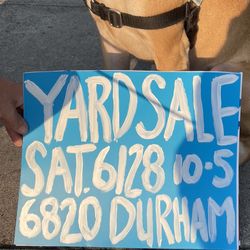 YARD SALE
SAT. 6/28 10-5
6820 DURHAM